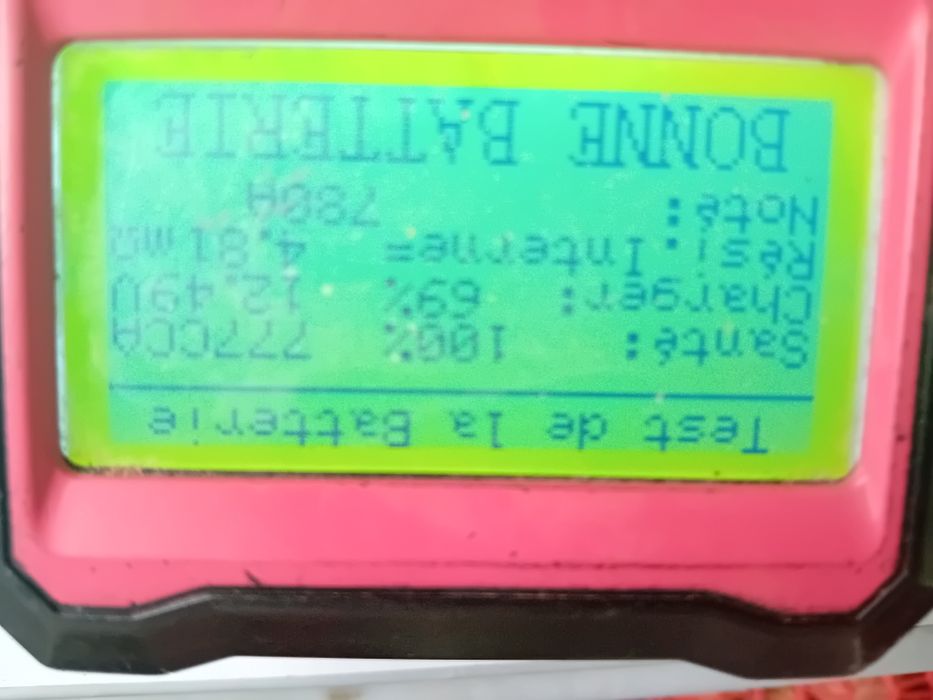 Test de la Batterie
Santé: 100% 777CCA
Charger: 69% 12.49V
Rési.Interne= 4.81mΩ
Noté: 780A
BONNE BATTERIE